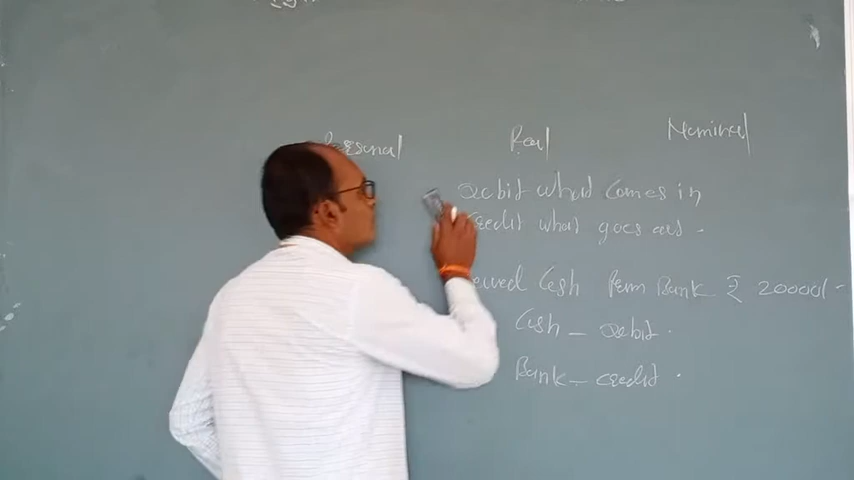 Personal Real Nominal
Debit what comes in
credit what goes out.
Cash from Bank ₹ 20000/-
Cash - debit.
Bank - credit.